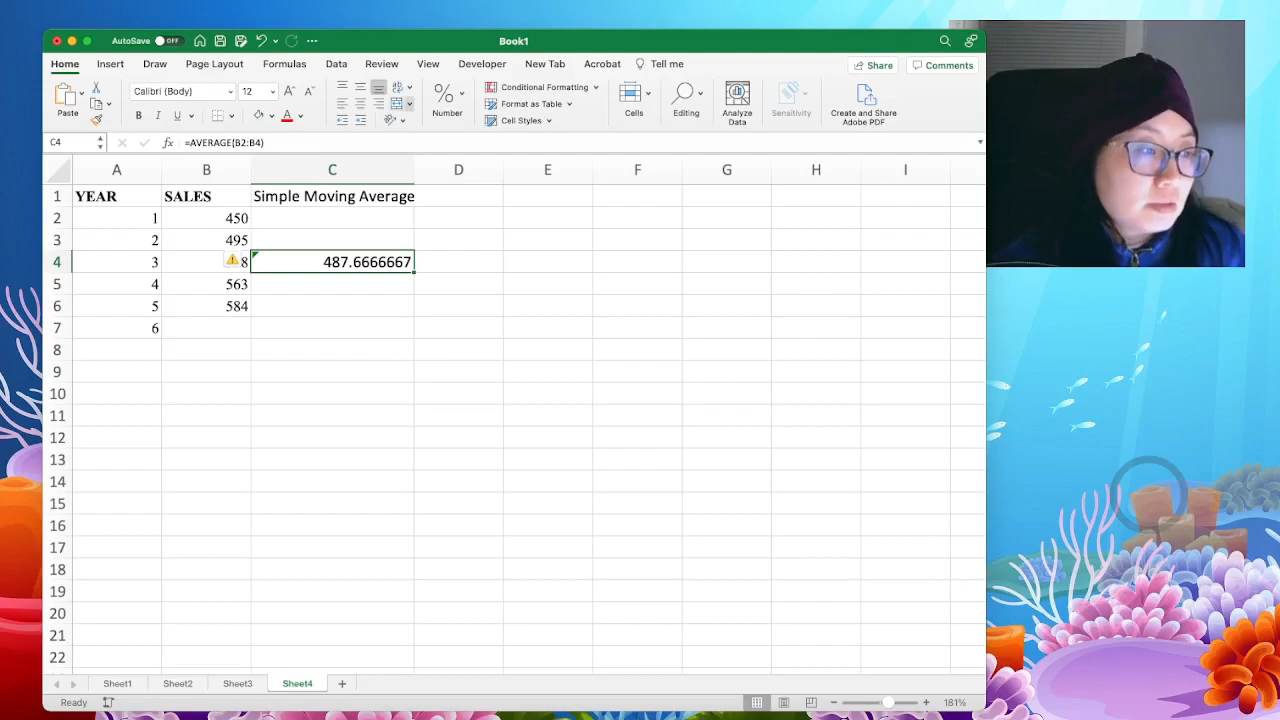 AutoSave OFF Book1
Home Insert Draw Page Layout Formulas Data Review View Developer New Tab Acrobat Tell me Share Comments
Paste Calibri (Body) 12 A A Number Conditional Formatting Format as Table Cell Styles Cells Editing Analyze Data Sensitivity Create and Share Adobe PDF
B I U A
C4 fx =AVERAGE(B2:B4)
A B C D E F G H I
1 YEAR SALES Simple Moving Average
2 1 450
3 2 495
4 3 8 487.6666667
5 4 563
6 5 584
7 6
8
9
10
11
12
13
14
15
16
17
18
19
20
21
22
Sheet1 Sheet2 Sheet3 Sheet4 +
Ready 181%